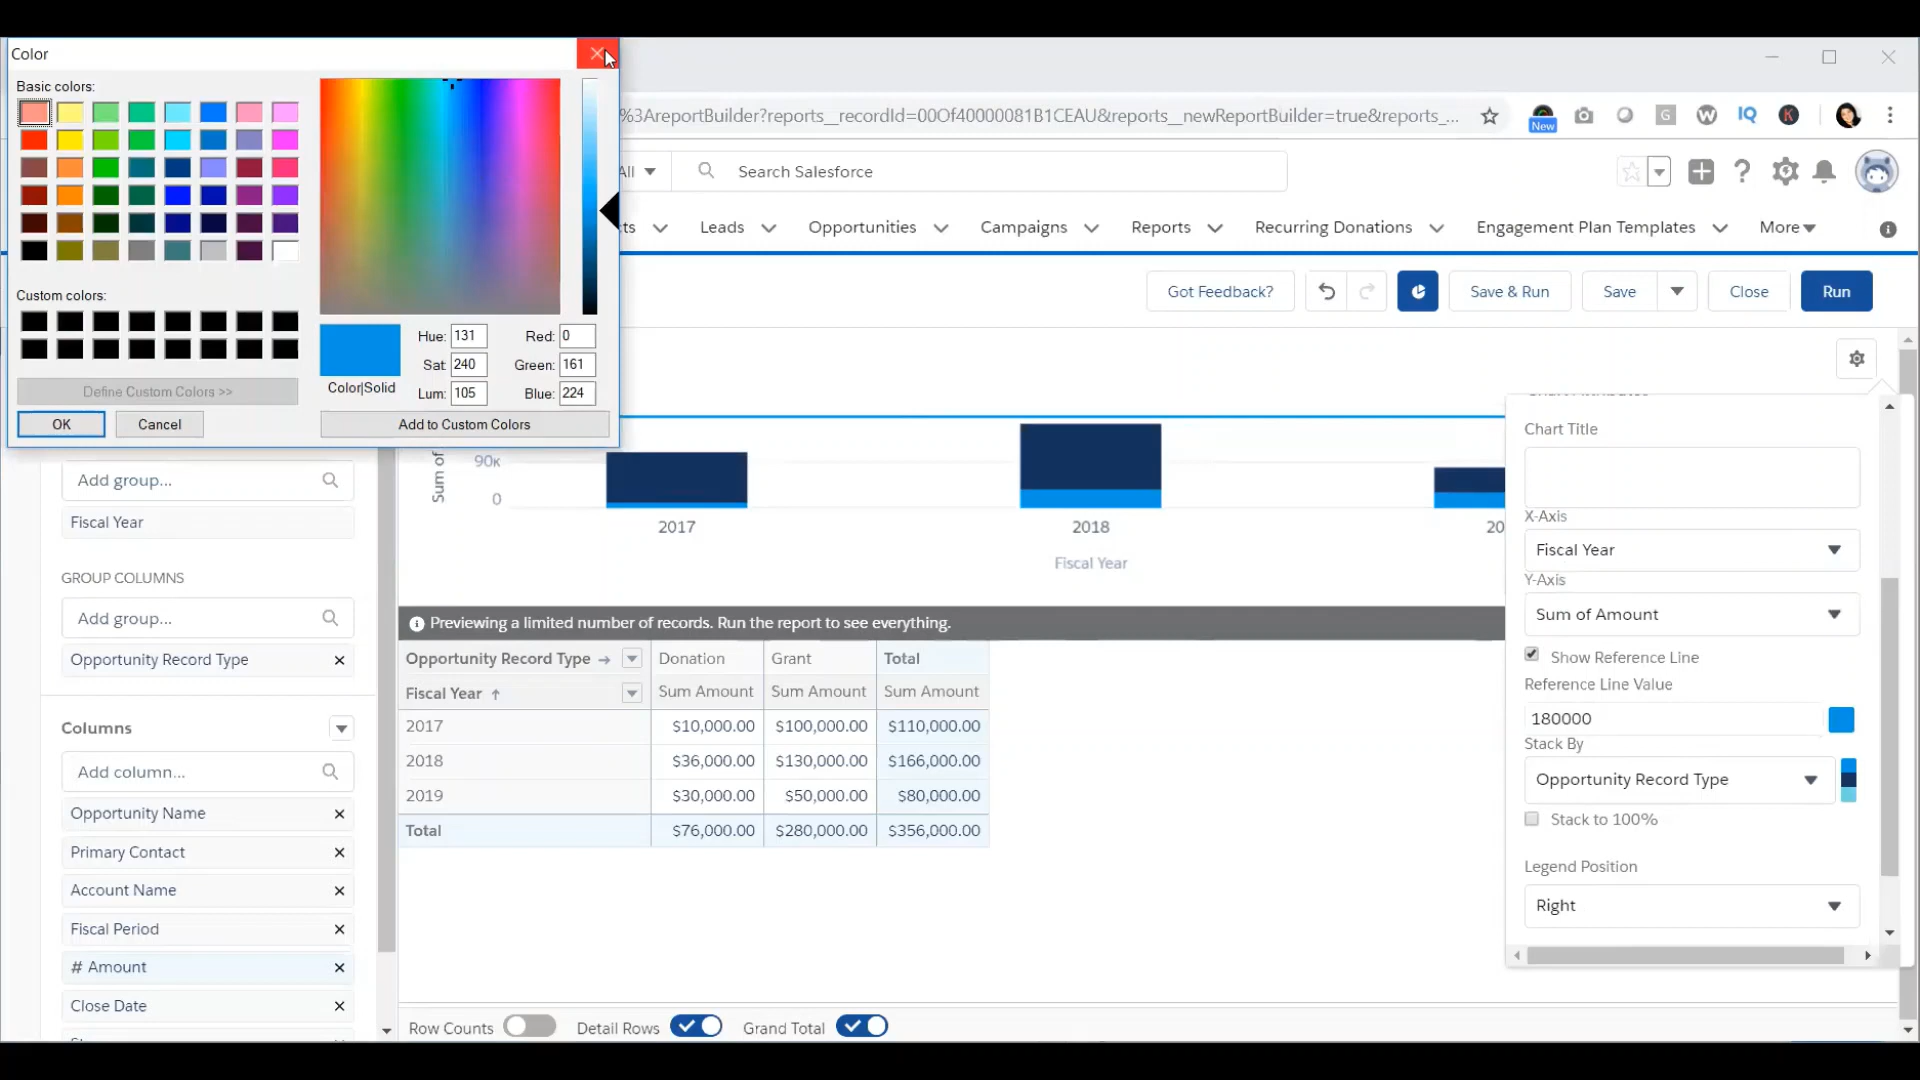 Color
Basic colors:
Custom colors:
Define Custom Colors >>
OK
Cancel
Hue: 131
Sat: 240
Lum: 105
Red: 0
Green: 161
Blue: 224
Color|Solid
Add to Custom Colors
%3AreportBuilder?reports__recordId=00Of40000081B1CEAU&reports__newReportBuilder=true&reports_...
New
G
W
IQ
K
All
Search Salesforce
ts
Leads
Opportunities
Campaigns
Reports
Recurring Donations
Engagement Plan Templates
More
Got Feedback?
Save & Run
Save
Close
Run
Add group...
Fiscal Year
GROUP COLUMNS
Add group...
Opportunity Record Type
Columns
Add column...
Opportunity Name
Primary Contact
Account Name
Fiscal Period
# Amount
Close Date
Sum of
90K
0
2017
2018
20
Fiscal Year
Previewing a limited number of records. Run the report to see everything.
Opportunity Record Type → Donation Grant Total
Fiscal Year ↑ Sum Amount Sum Amount Sum Amount
2017 $10,000.00 $100,000.00 $110,000.00
2018 $36,000.00 $130,000.00 $166,000.00
2019 $30,000.00 $50,000.00 $80,000.00
Total $76,000.00 $280,000.00 $356,000.00
Row Counts
Detail Rows
Grand Total
Chart Title
X-Axis
Fiscal Year
Y-Axis
Sum of Amount
Show Reference Line
Reference Line Value
180000
Stack By
Opportunity Record Type
Stack to 100%
Legend Position
Right